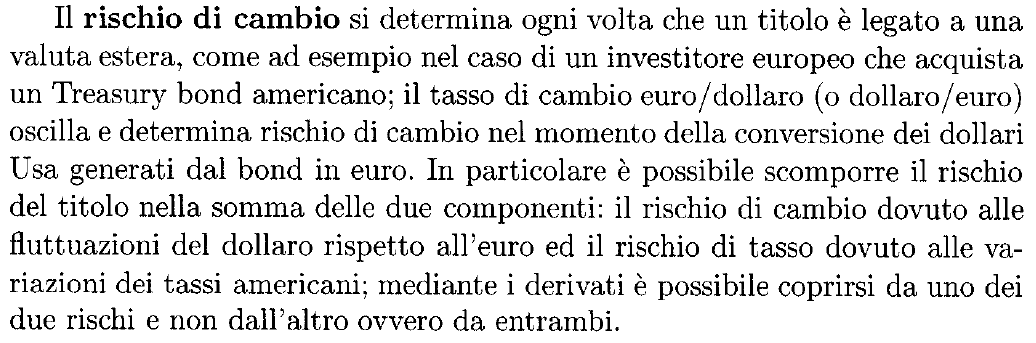 Il rischio di cambio si determina ogni volta che un titolo è legato a una
valuta estera, come ad esempio nel caso di un investitore europeo che acquista
un Treasury bond americano; il tasso di cambio euro/dollaro (o dollaro/euro)
oscilla e determina rischio di cambio nel momento della conversione dei dollari
Usa generati dal bond in euro. In particolare è possibile scomporre il rischio
del titolo nella somma delle due componenti: il rischio di cambio dovuto alle
fluttuazioni del dollaro rispetto all'euro ed il rischio di tasso dovuto alle va-
riazioni dei tassi americani; mediante i derivati è possibile coprirsi da uno dei
due rischi e non dall'altro ovvero da entrambi.